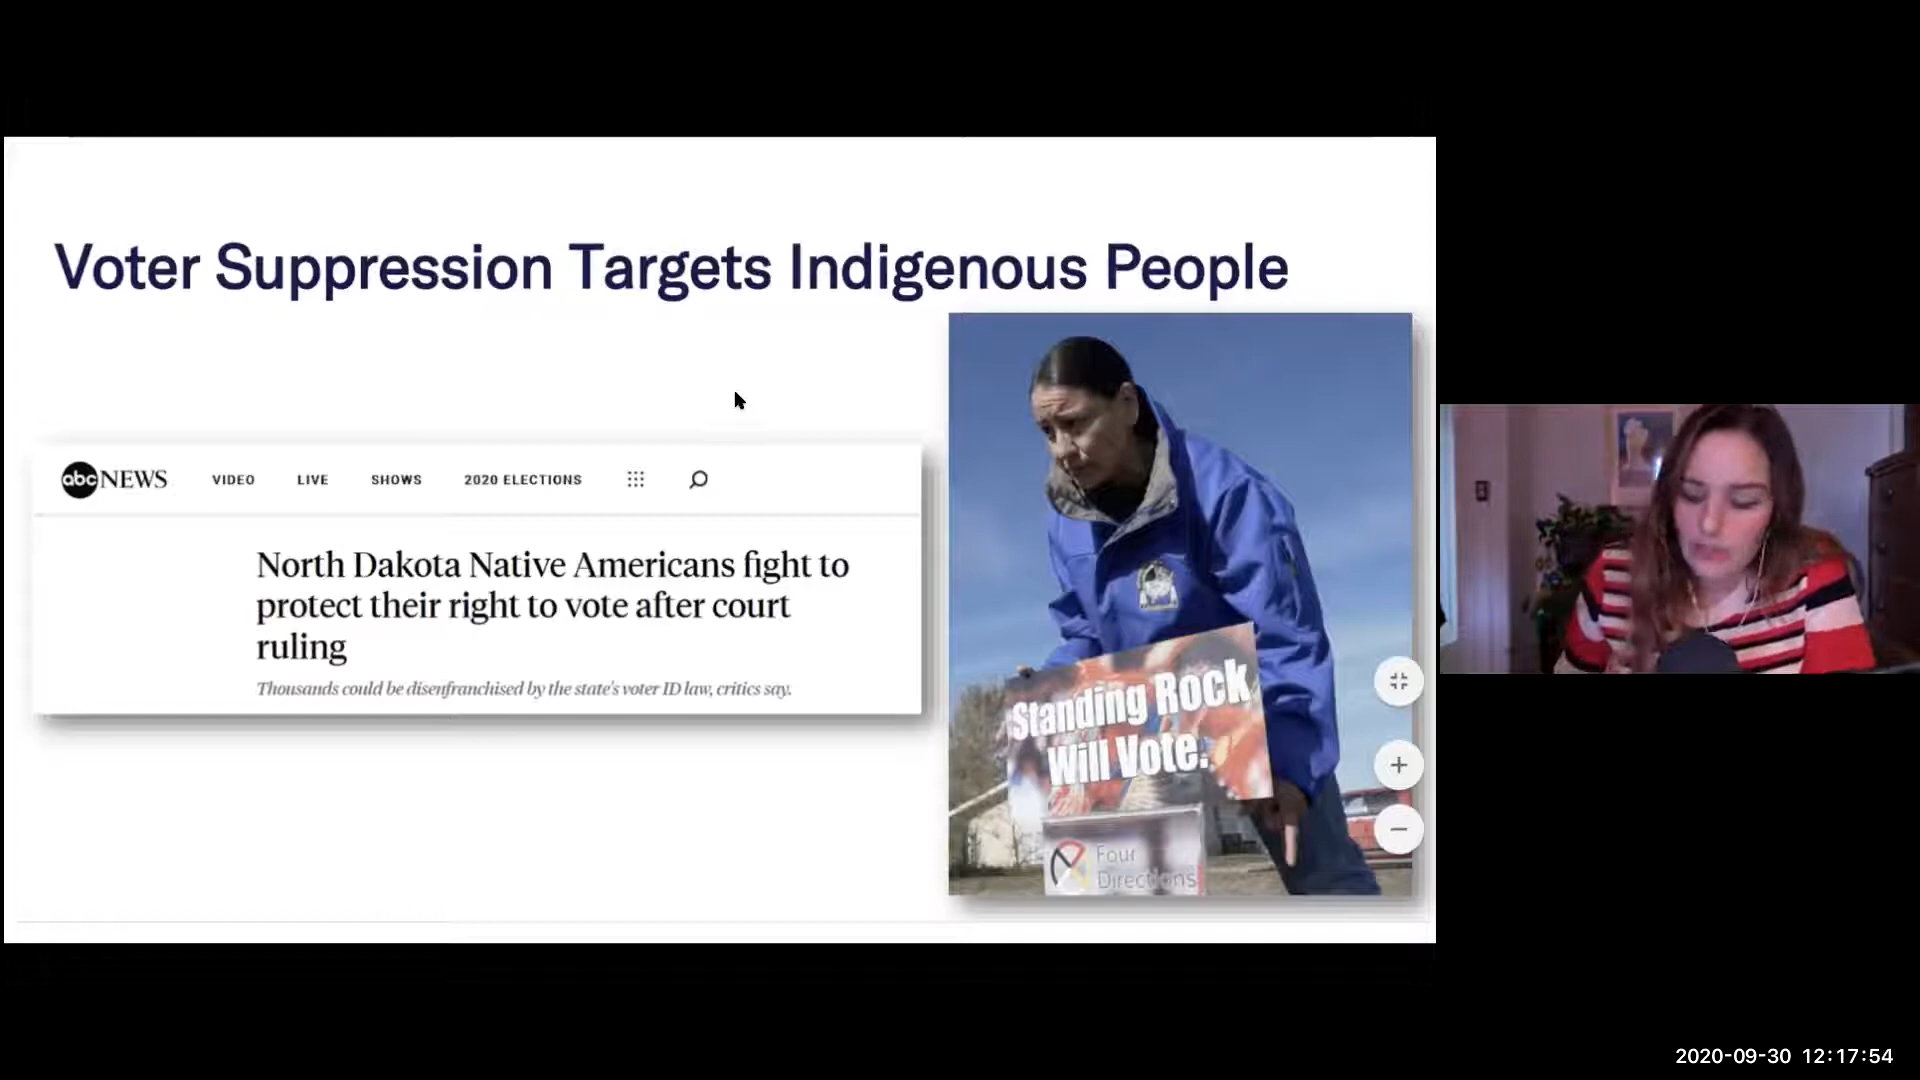 Voter Suppression Targets Indigenous People
abc NEWS VIDEO LIVE SHOWS 2020 ELECTIONS
North Dakota Native Americans fight to
protect their right to vote after court
ruling
Thousands could be disenfranchised by the state's voter ID law, critics say.
Standing Rock
Will Vote.
Four
Directions
2020-09-30 12:17:54